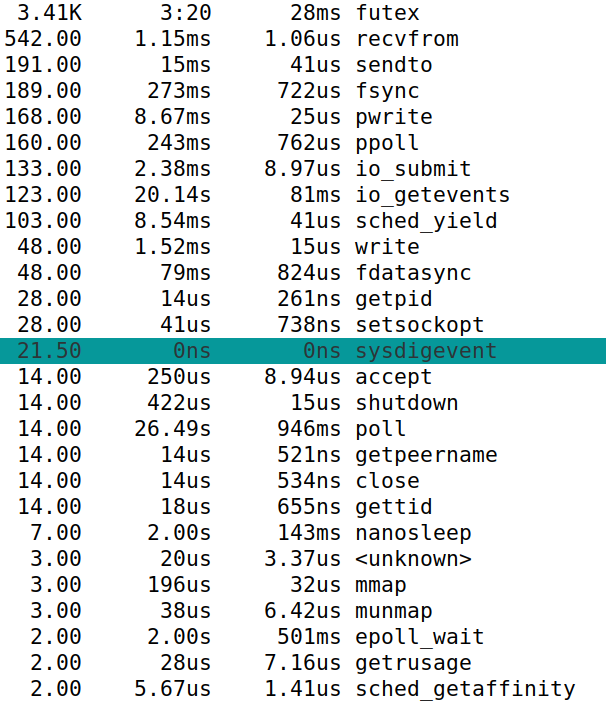 3.41K 3:20 28ms futex
542.00 1.15ms 1.06us recvfrom
191.00 15ms 41us sendto
189.00 273ms 722us fsync
168.00 8.67ms 25us pwrite
160.00 243ms 762us ppoll
133.00 2.38ms 8.97us io_submit
123.00 20.14s 81ms io_getevents
103.00 8.54ms 41us sched_yield
48.00 1.52ms 15us write
48.00 79ms 824us fdatasync
28.00 14us 261ns getpid
28.00 41us 738ns setsockopt
21.50 0ns 0ns sysdigevent
14.00 250us 8.94us accept
14.00 422us 15us shutdown
14.00 26.49s 946ms poll
14.00 14us 521ns getpeername
14.00 14us 534ns close
14.00 18us 655ns gettid
7.00 2.00s 143ms nanosleep
3.00 20us 3.37us <unknown>
3.00 196us 32us mmap
3.00 38us 6.42us munmap
2.00 2.00s 501ms epoll_wait
2.00 28us 7.16us getrusage
2.00 5.67us 1.41us sched_getaffinity